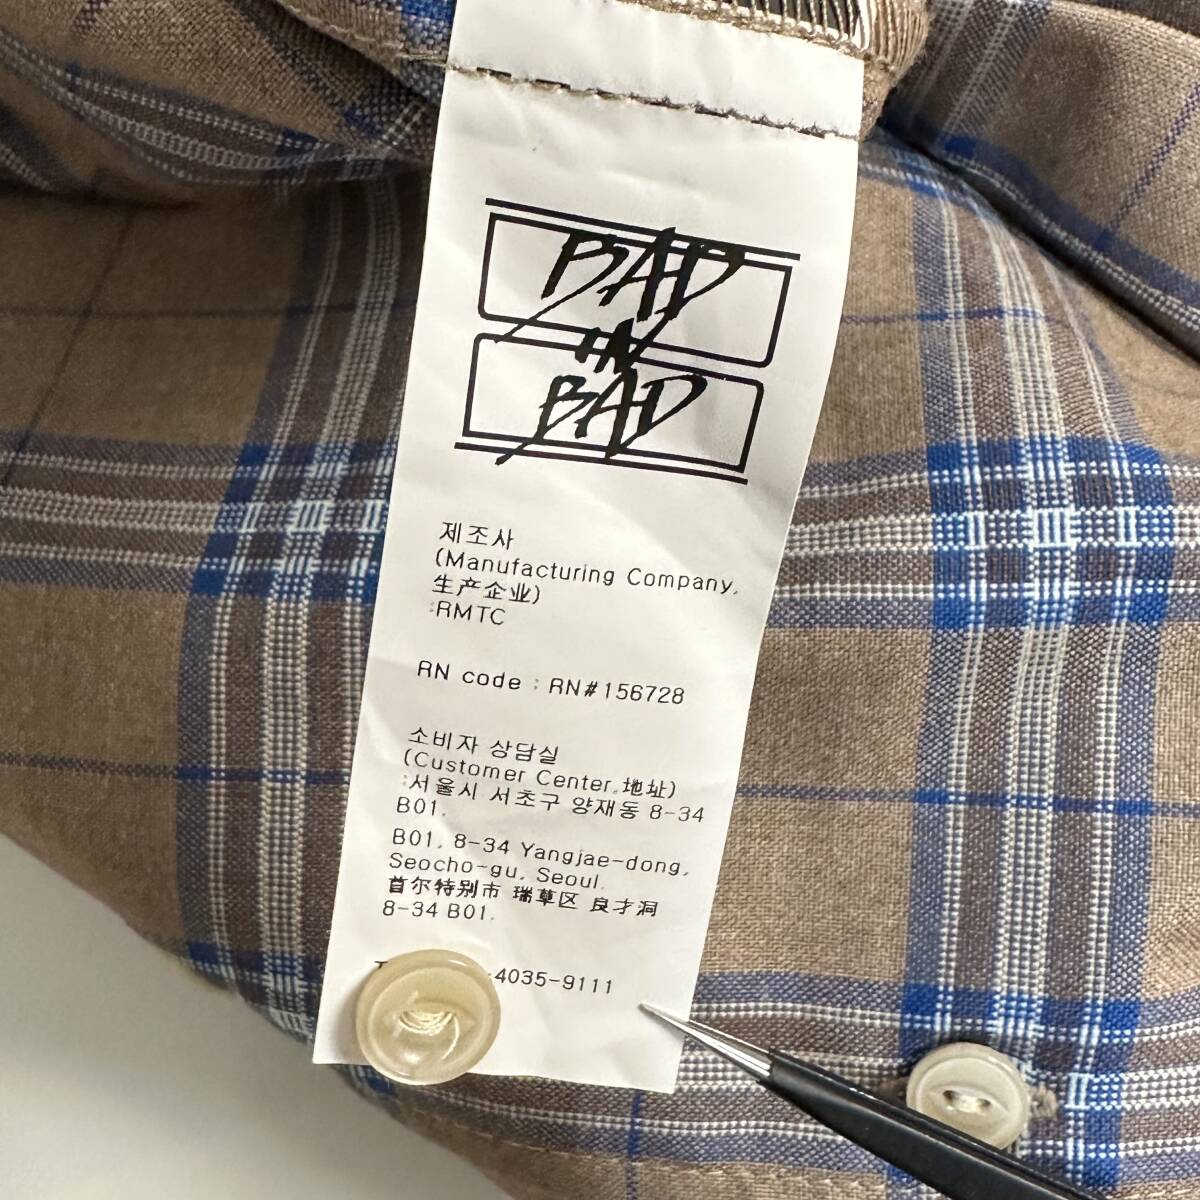 BAD
IN
BAD
제조사
(Manufacturing Company,
生产企业)
:RMTC
RN code : RN#156728
소비자 상담실
(Customer Center,地址)
:서울시 서초구 양재동 8-34
B01.
B01, 8-34 Yangjae-dong,
Seocho-gu, Seoul.
首尔特别市 瑞草区 良才洞
8-34 B01.
-4035-9111